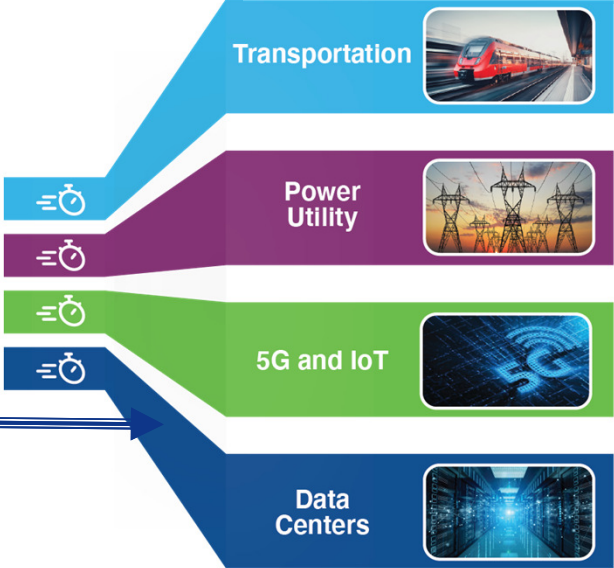 Transportation
Power
Utility
5G and IoT
5G
Data
Centers